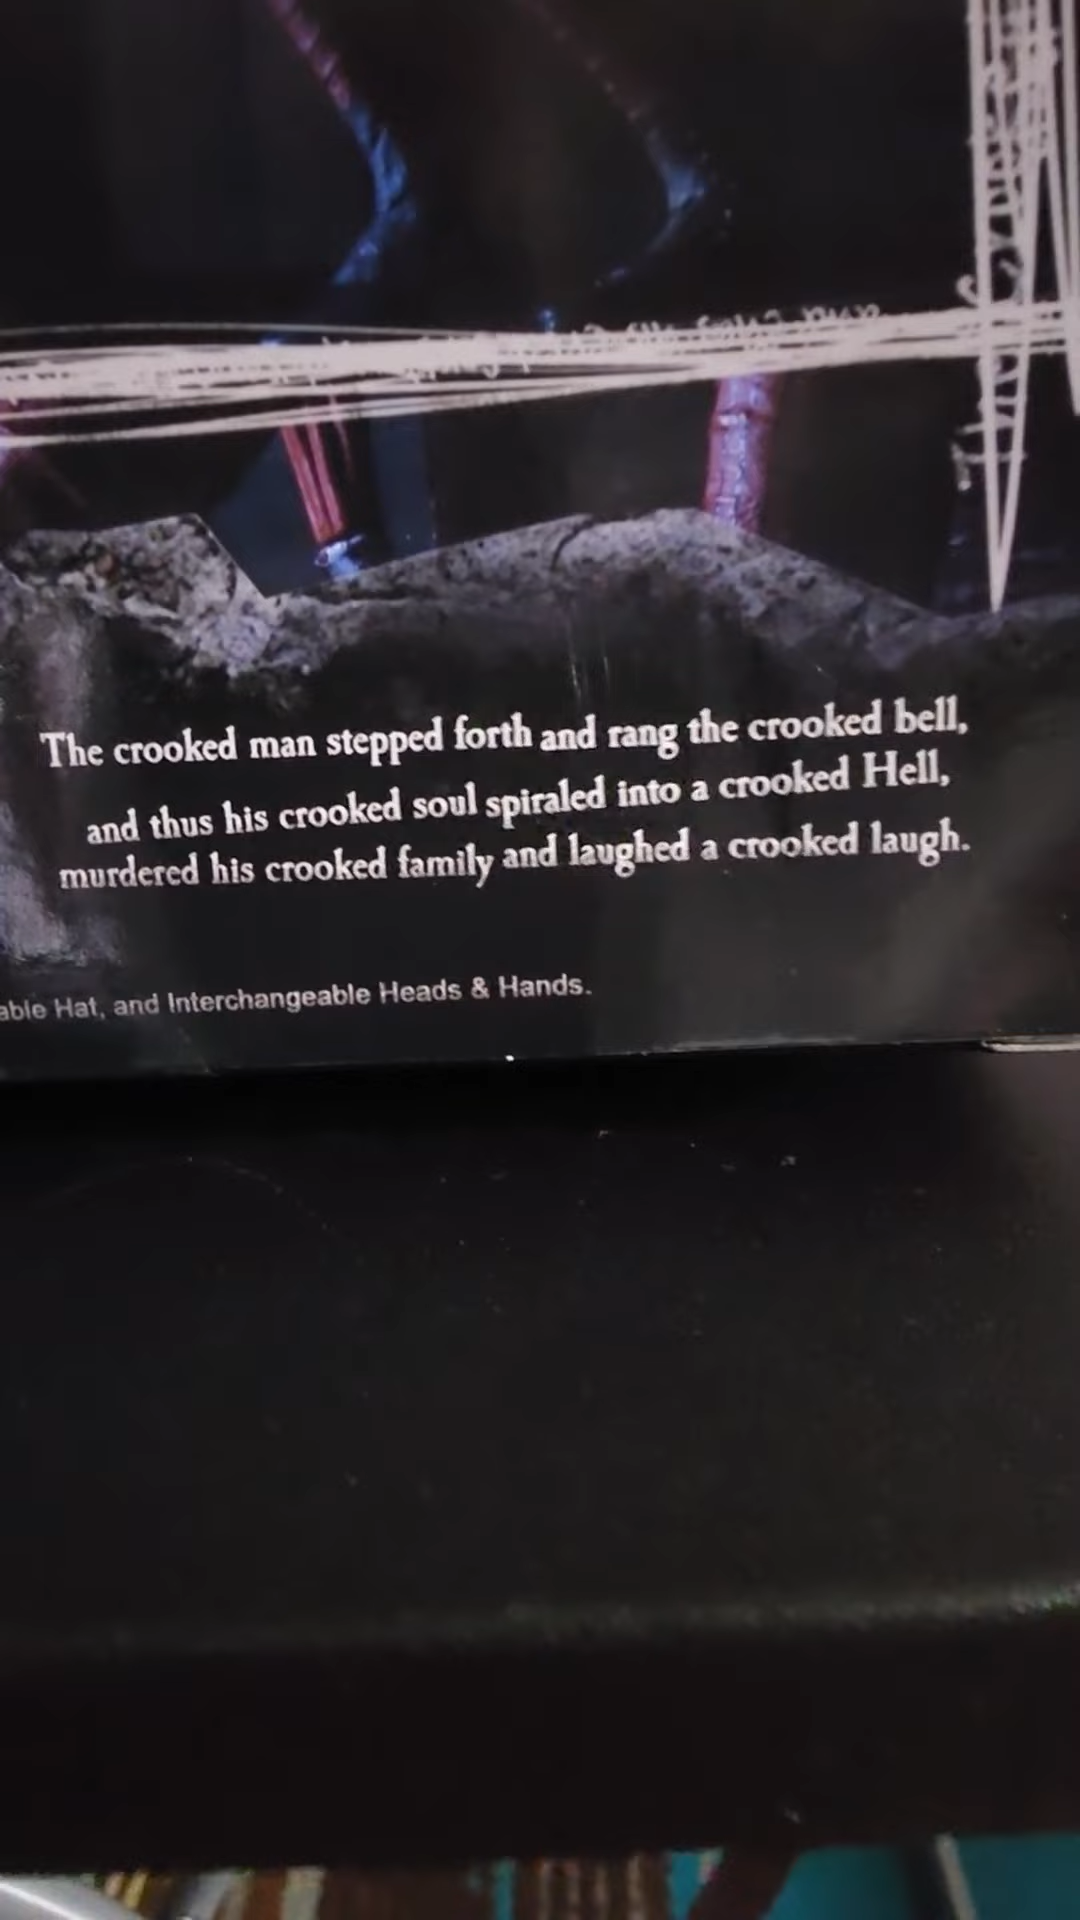 The crooked man stepped forth and rang the crooked bell,
and thus his crooked soul spiraled into a crooked Hell,
murdered his crooked family and laughed a crooked laugh.
able Hat, and Interchangeable Heads & Hands.